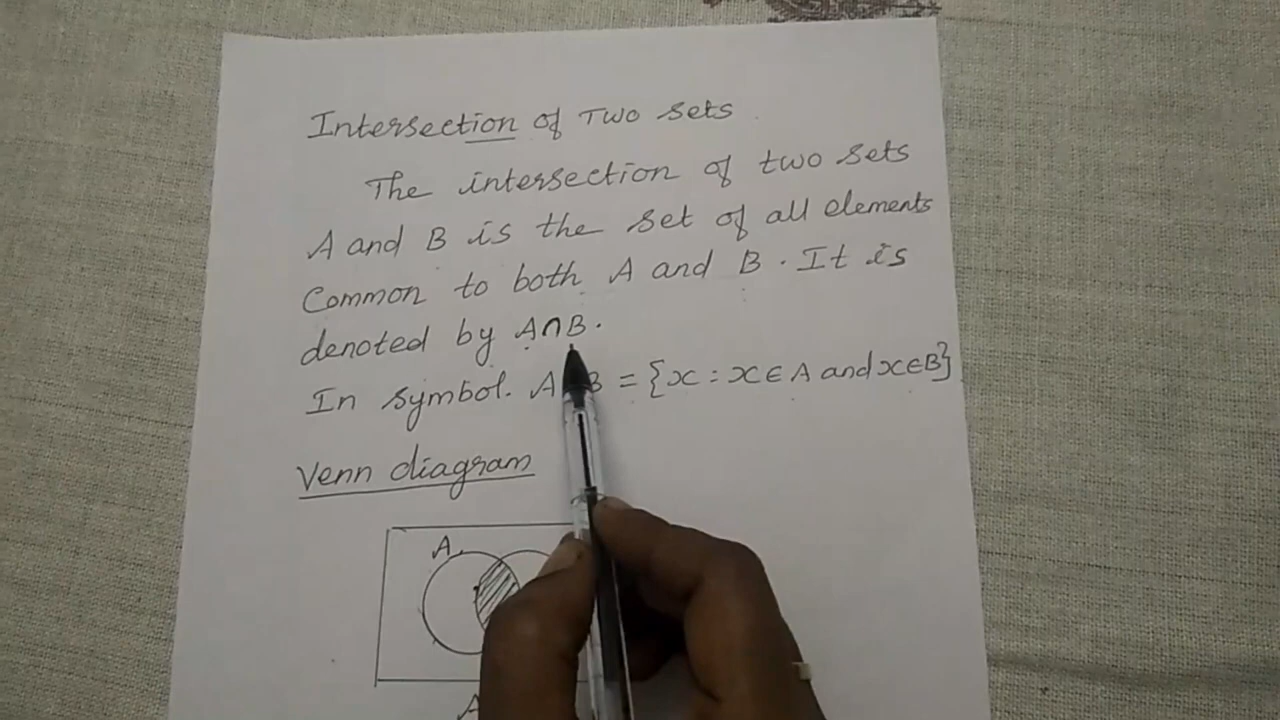 Intersection of Two sets
The intersection of two sets
A and B is the set of all elements
Common to both A and B. It is
denoted by A∩B.
In symbol. A B = {x : x ∈ A and x ∈ B}
Venn diagram
A
A